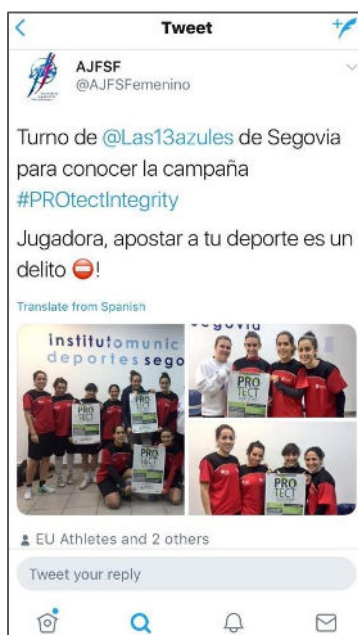 Tweet
AJFSF
@AJFSFemenino
Turno de @Las13azules de Segovia
para conocer la campaña
#PROtectIntegrity
Jugadora, apostar a tu deporte es un
delito ⛔!
Translate from Spanish
institutomunic
deportes sego
PRO
TECT
PRO
TECT
segovia
PRO
TECT
PRO
TECT
EU Athletes and 2 others
Tweet your reply